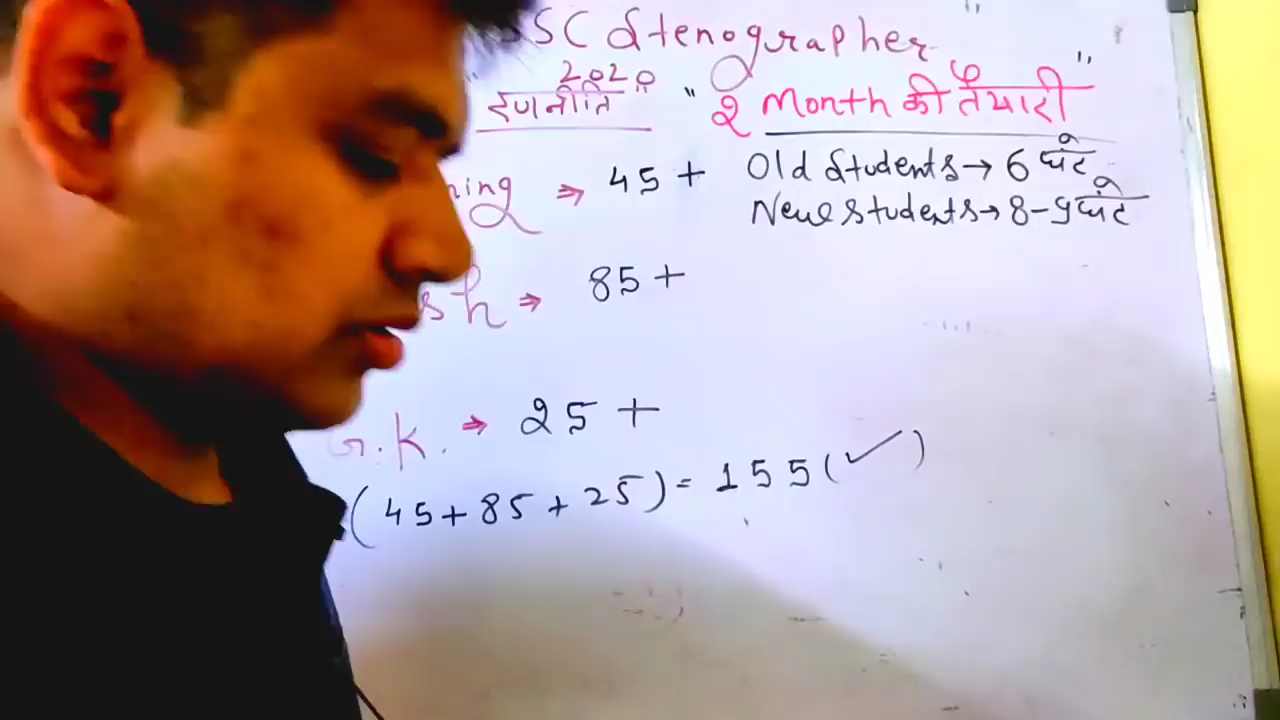 SC Stenographer
" 2020
रणनीति " " 2 Month की तैयारी "
ning ⇒ 45 + Old Students → 6 घंटे
New Students → 8-9 घंटे
sh ⇒ 85 +
G.K. ⇒ 25 +
(45+85+25) = 155 (✓)